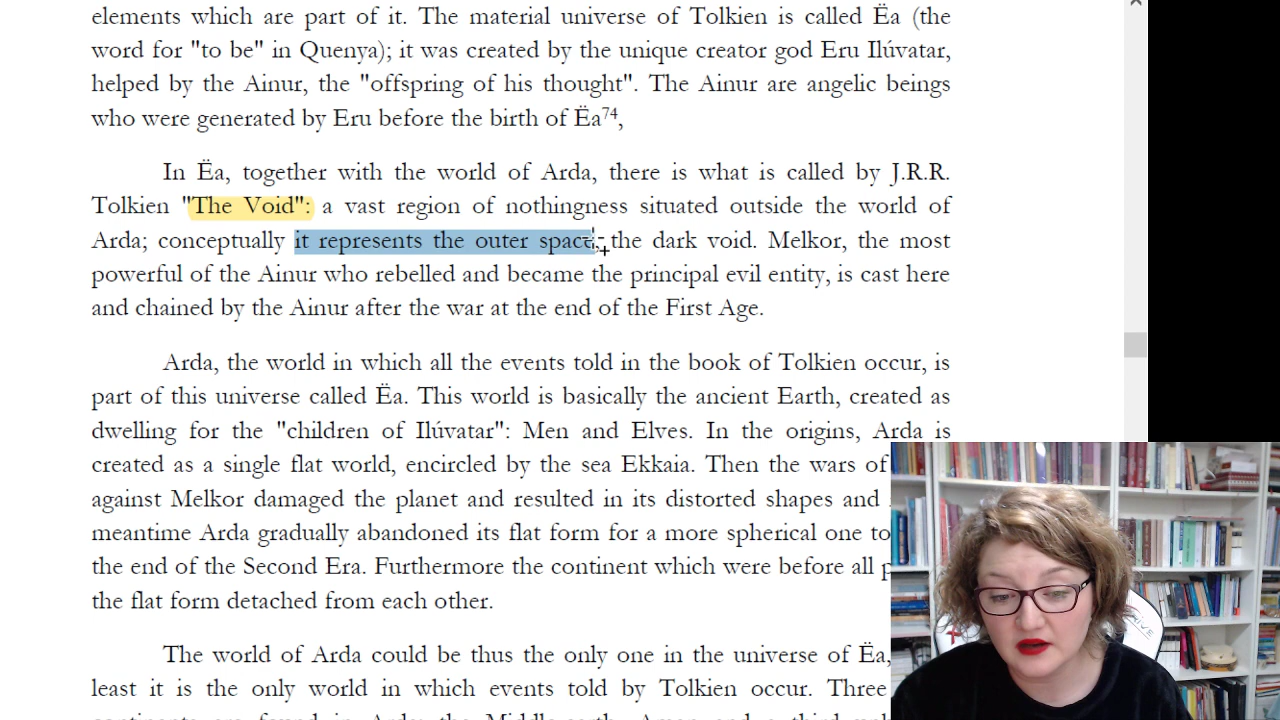 elements which are part of it. The material universe of Tolkien is called Ëa (the
word for "to be" in Quenya); it was created by the unique creator god Eru Ilúvatar,
helped by the Ainur, the "offspring of his thought". The Ainur are angelic beings
who were generated by Eru before the birth of Ëa⁷⁴,
In Ëa, together with the world of Arda, there is what is called by J.R.R.
Tolkien "The Void": a vast region of nothingness situated outside the world of
Arda; conceptually it represents the outer space, the dark void. Melkor, the most
powerful of the Ainur who rebelled and became the principal evil entity, is cast here
and chained by the Ainur after the war at the end of the First Age.
Arda, the world in which all the events told in the book of Tolkien occur, is
part of this universe called Ëa. This world is basically the ancient Earth, created as
dwelling for the "children of Ilúvatar": Men and Elves. In the origins, Arda is
created as a single flat world, encircled by the sea Ekkaia. Then the wars of
against Melkor damaged the planet and resulted in its distorted shapes and
meantime Arda gradually abandoned its flat form for a more spherical one to
the end of the Second Era. Furthermore the continent which were before all p
the flat form detached from each other.
The world of Arda could be thus the only one in the universe of Ëa,
least it is the only world in which events told by Tolkien occur. Three